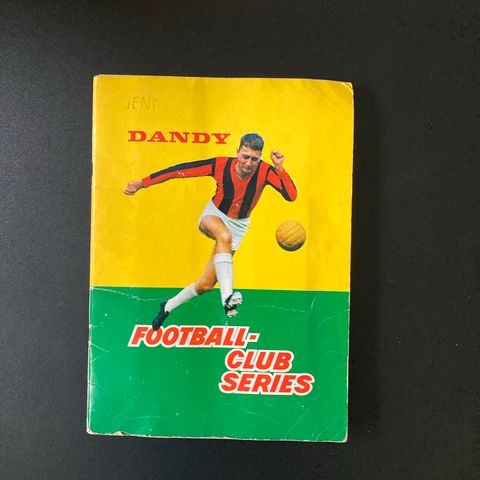 DANDY
FOOTBALL-
CLUB
SERIES